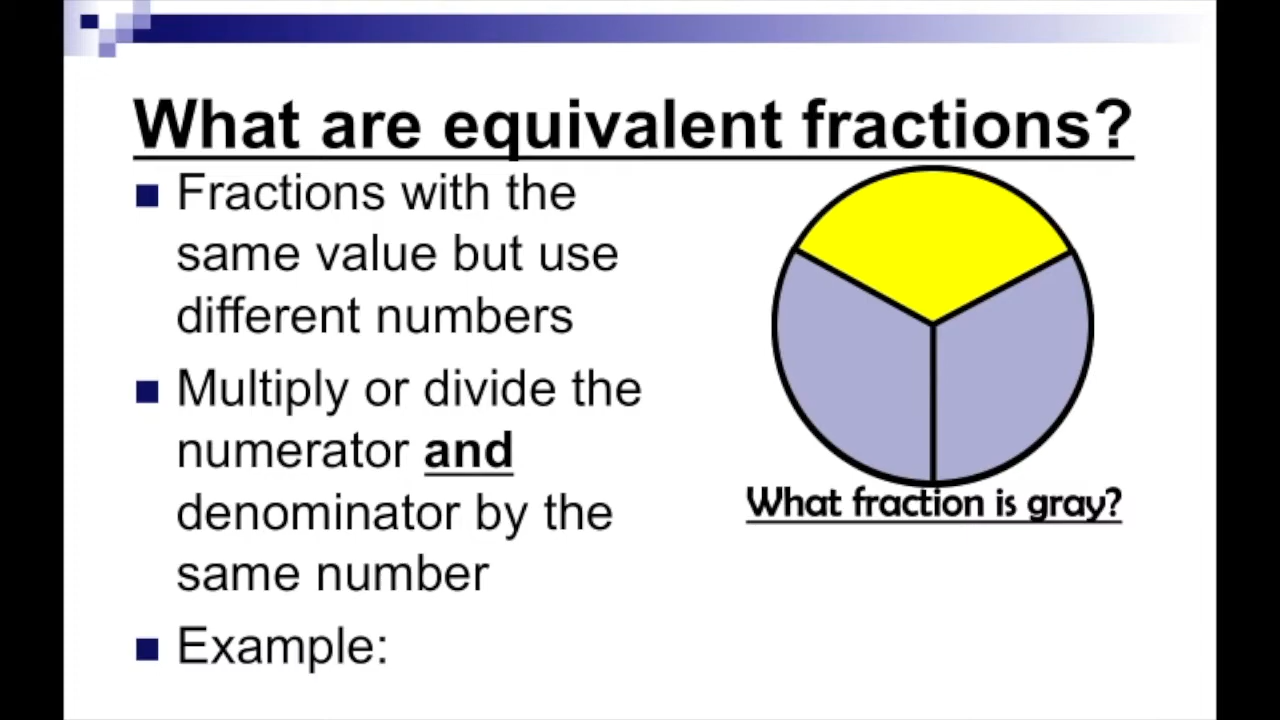 What are equivalent fractions?
Fractions with the
same value but use
different numbers
Multiply or divide the
numerator and
denominator by the
same number
Example:
What fraction is gray?